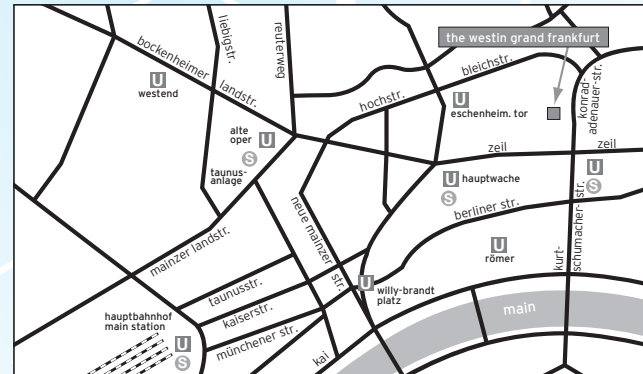 the westin grand frankfurt
bockenheimer
landstr.
liebigstr.
reuterweg
bleichstr.
hochstr.
konrad-
adenauer-str.
U
westend
U
eschenheim. tor
alte
oper
U
S
taunus-
anlage
zeil
zeil
U
hauptwache
S
U
S
berliner str.
neue mainzer
str.
mainzer landstr.
U
römer
kurt-
schumacher-
str.
taunusstr.
U
willy-brandt
platz
kaiserstr.
main
hauptbahnhof
main station
U
S
münchener str.
kai